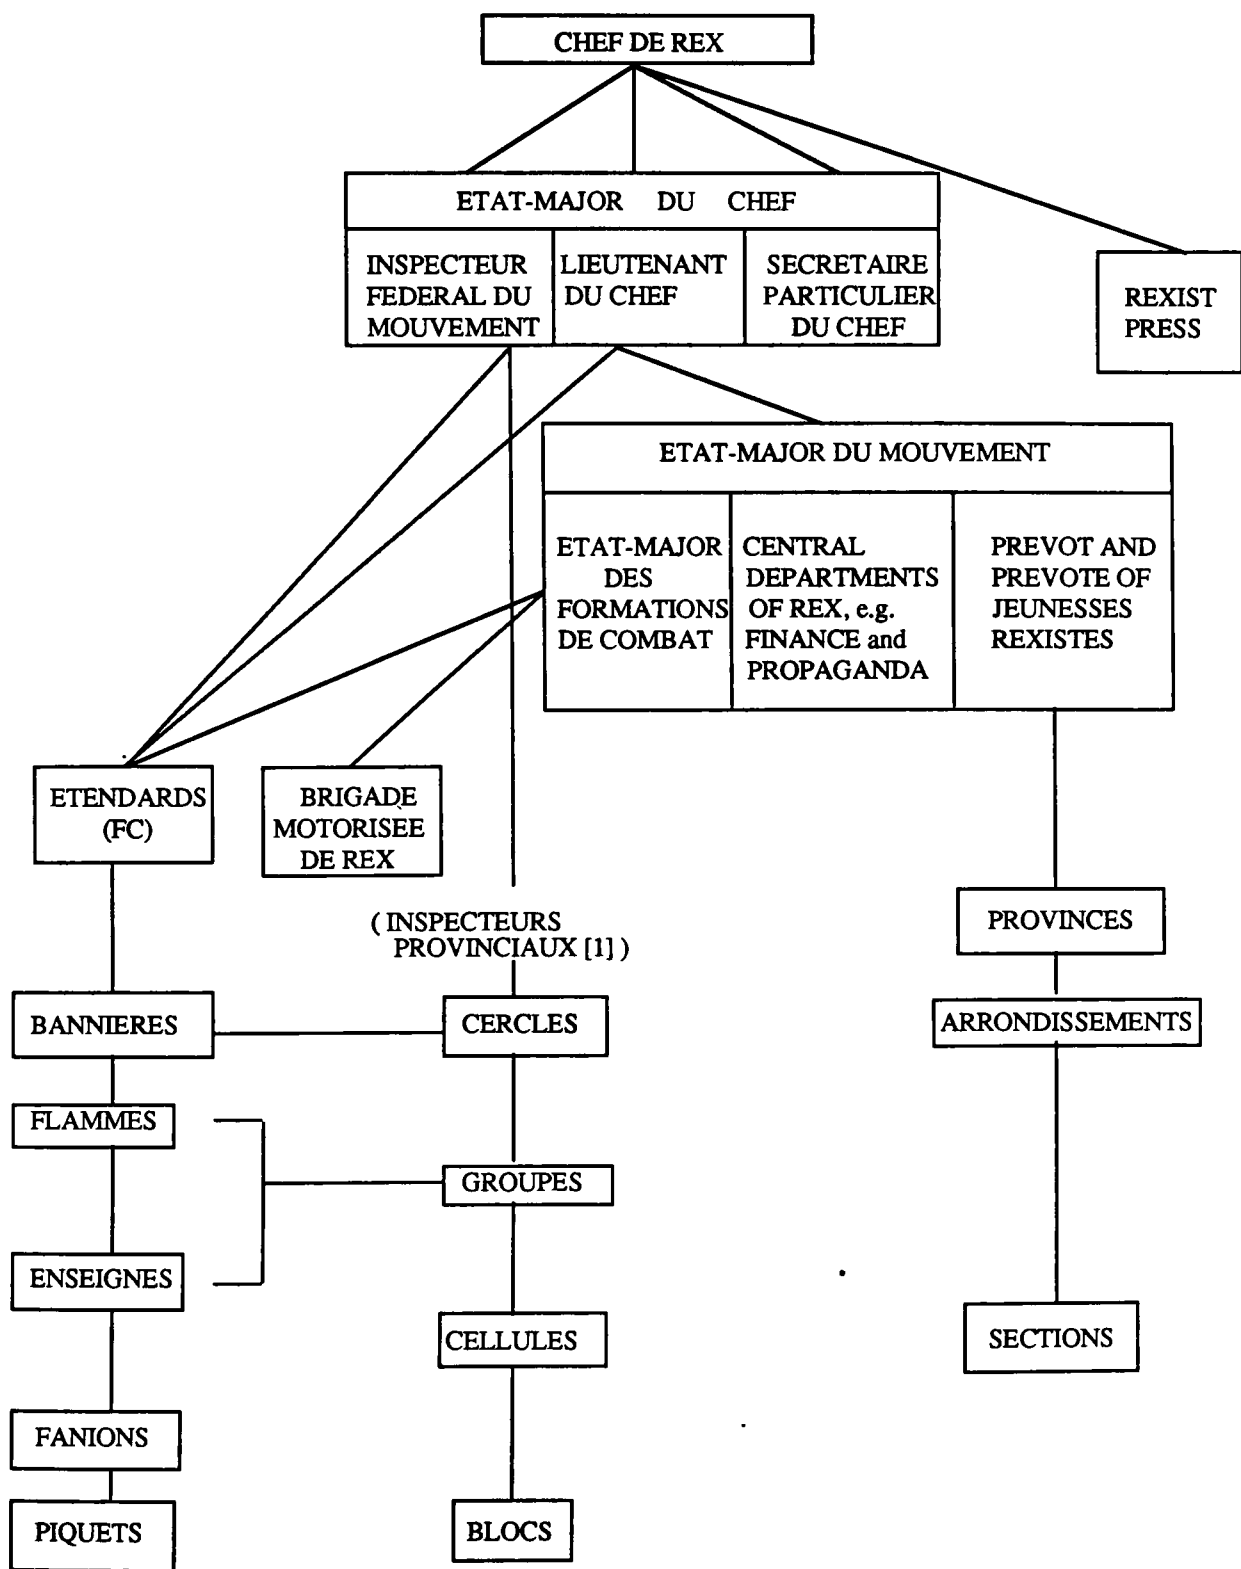 CHEF DE REX
ETAT-MAJOR DU CHEF
INSPECTEUR
FEDERAL DU
MOUVEMENT
LIEUTENANT
DU CHEF
SECRETAIRE
PARTICULIER
DU CHEF
REXIST
PRESS
ETAT-MAJOR DU MOUVEMENT
ETAT-MAJOR
DES
FORMATIONS
DE COMBAT
CENTRAL
DEPARTMENTS
OF REX, e.g.
FINANCE and
PROPAGANDA
PREVOT AND
PREVOTE OF
JEUNESSES
REXISTES
ETENDARDS
(FC)
BRIGADE
MOTORISEE
DE REX
( INSPECTEURS
PROVINCIAUX [1] )
PROVINCES
BANNIERES
CERCLES
ARRONDISSEMENTS
FLAMMES
GROUPES
ENSEIGNES
CELLULES
SECTIONS
FANIONS
PIQUETS
BLOCS